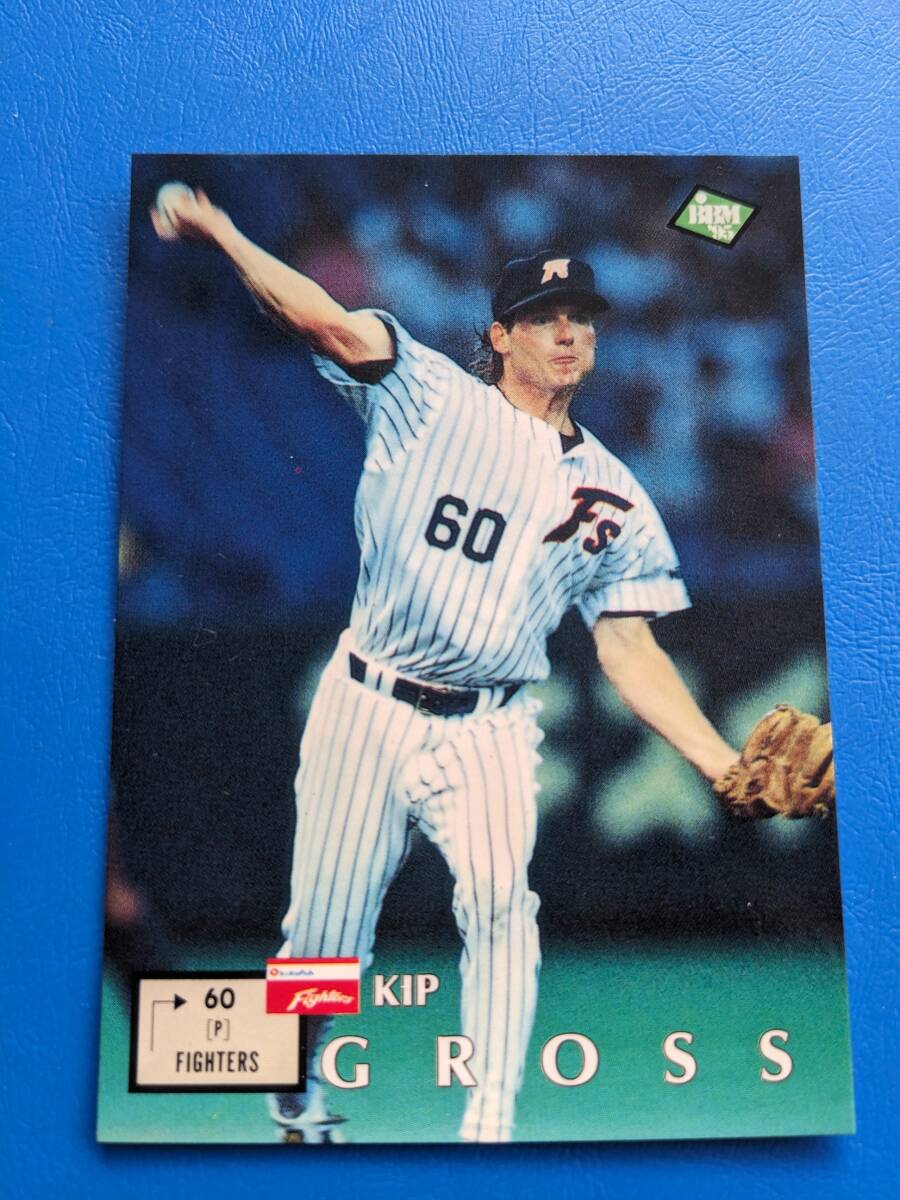 BBM
'95
F
60
Fs
60
[P]
FIGHTERS
Fighters
KIP
GROSS